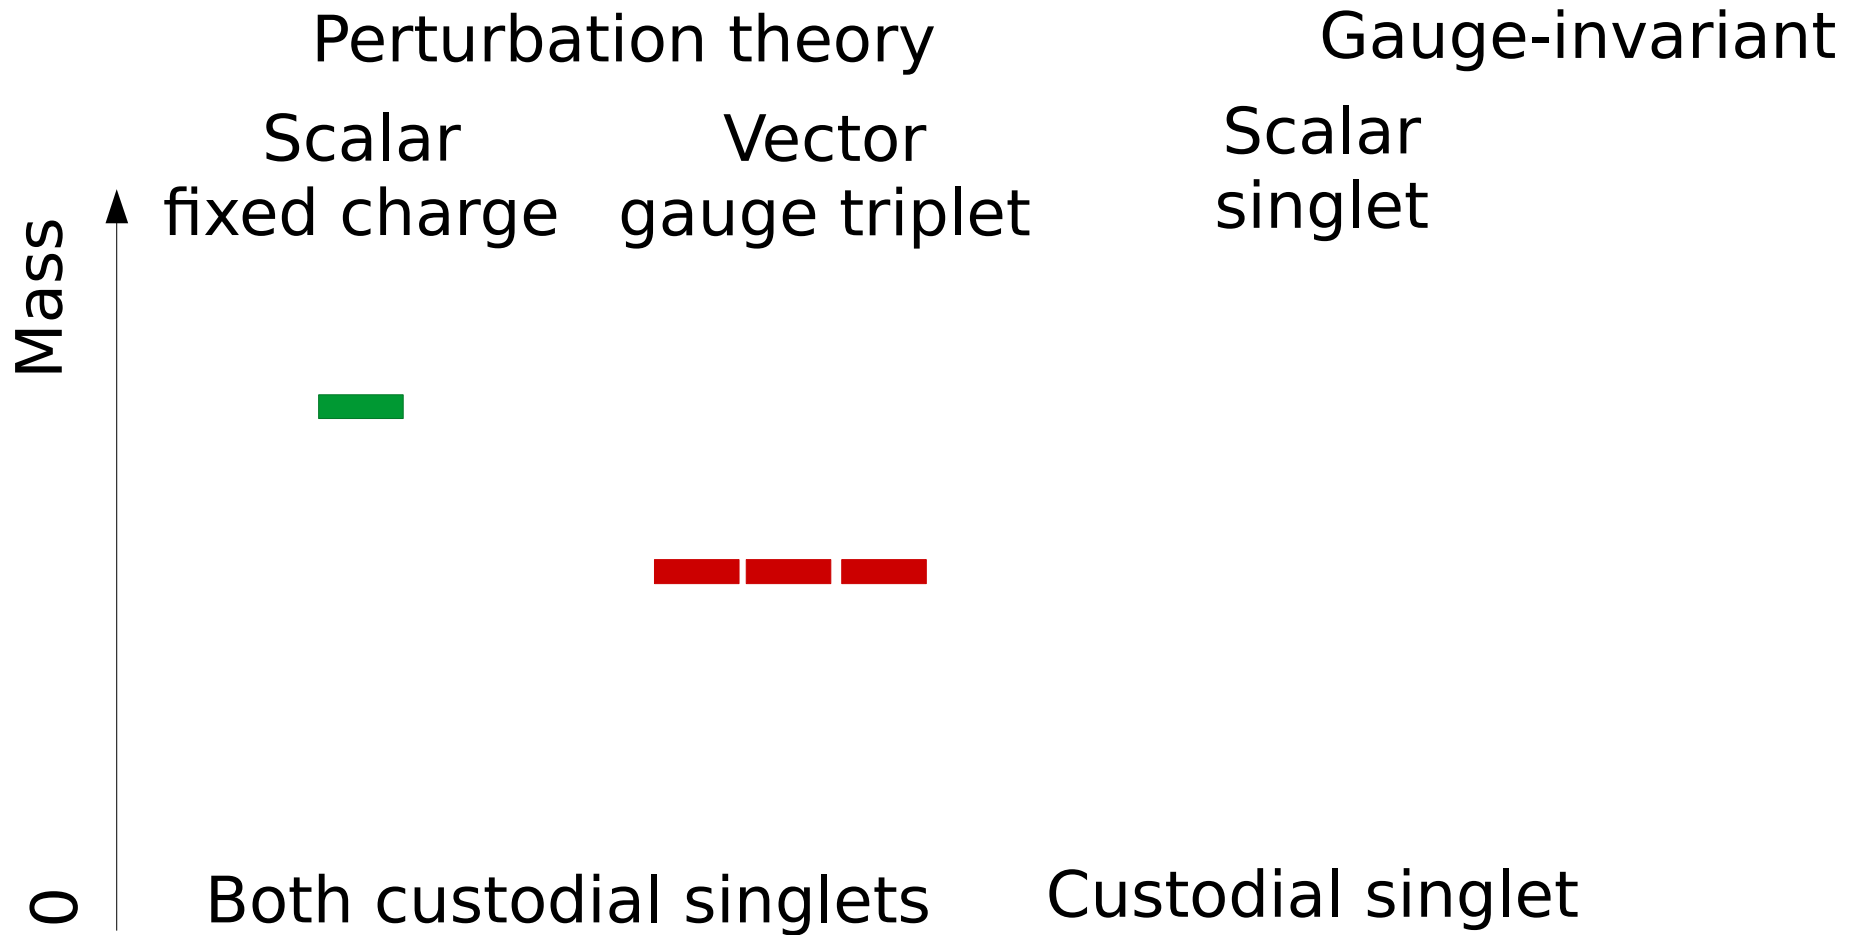 Perturbation theory
Gauge-invariant
Scalar
fixed charge
Vector
gauge triplet
Scalar
singlet
Mass
0
Both custodial singlets
Custodial singlet